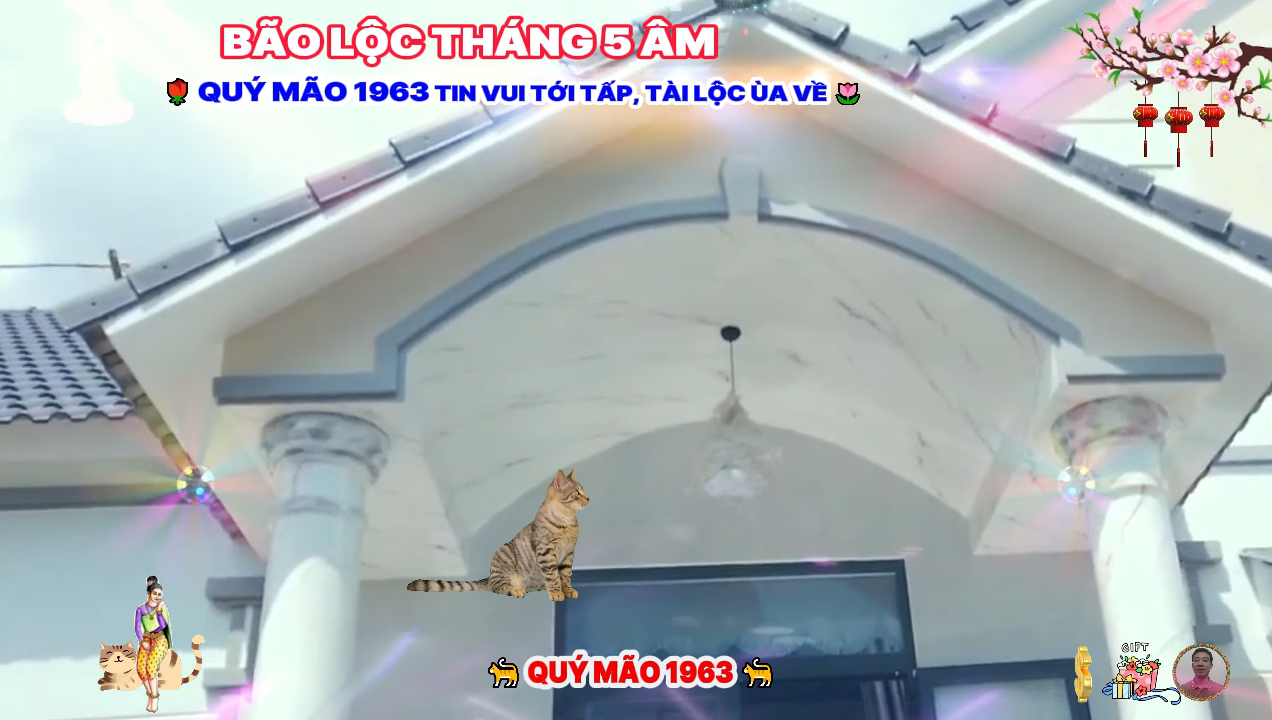 BÃO LỘC THÁNG 5 ÂM
QUÝ MÃO 1963 TIN VUI TỚI TẤP, TÀI LỘC ÙA VỀ
GIFT
QUÝ MÃO 1963